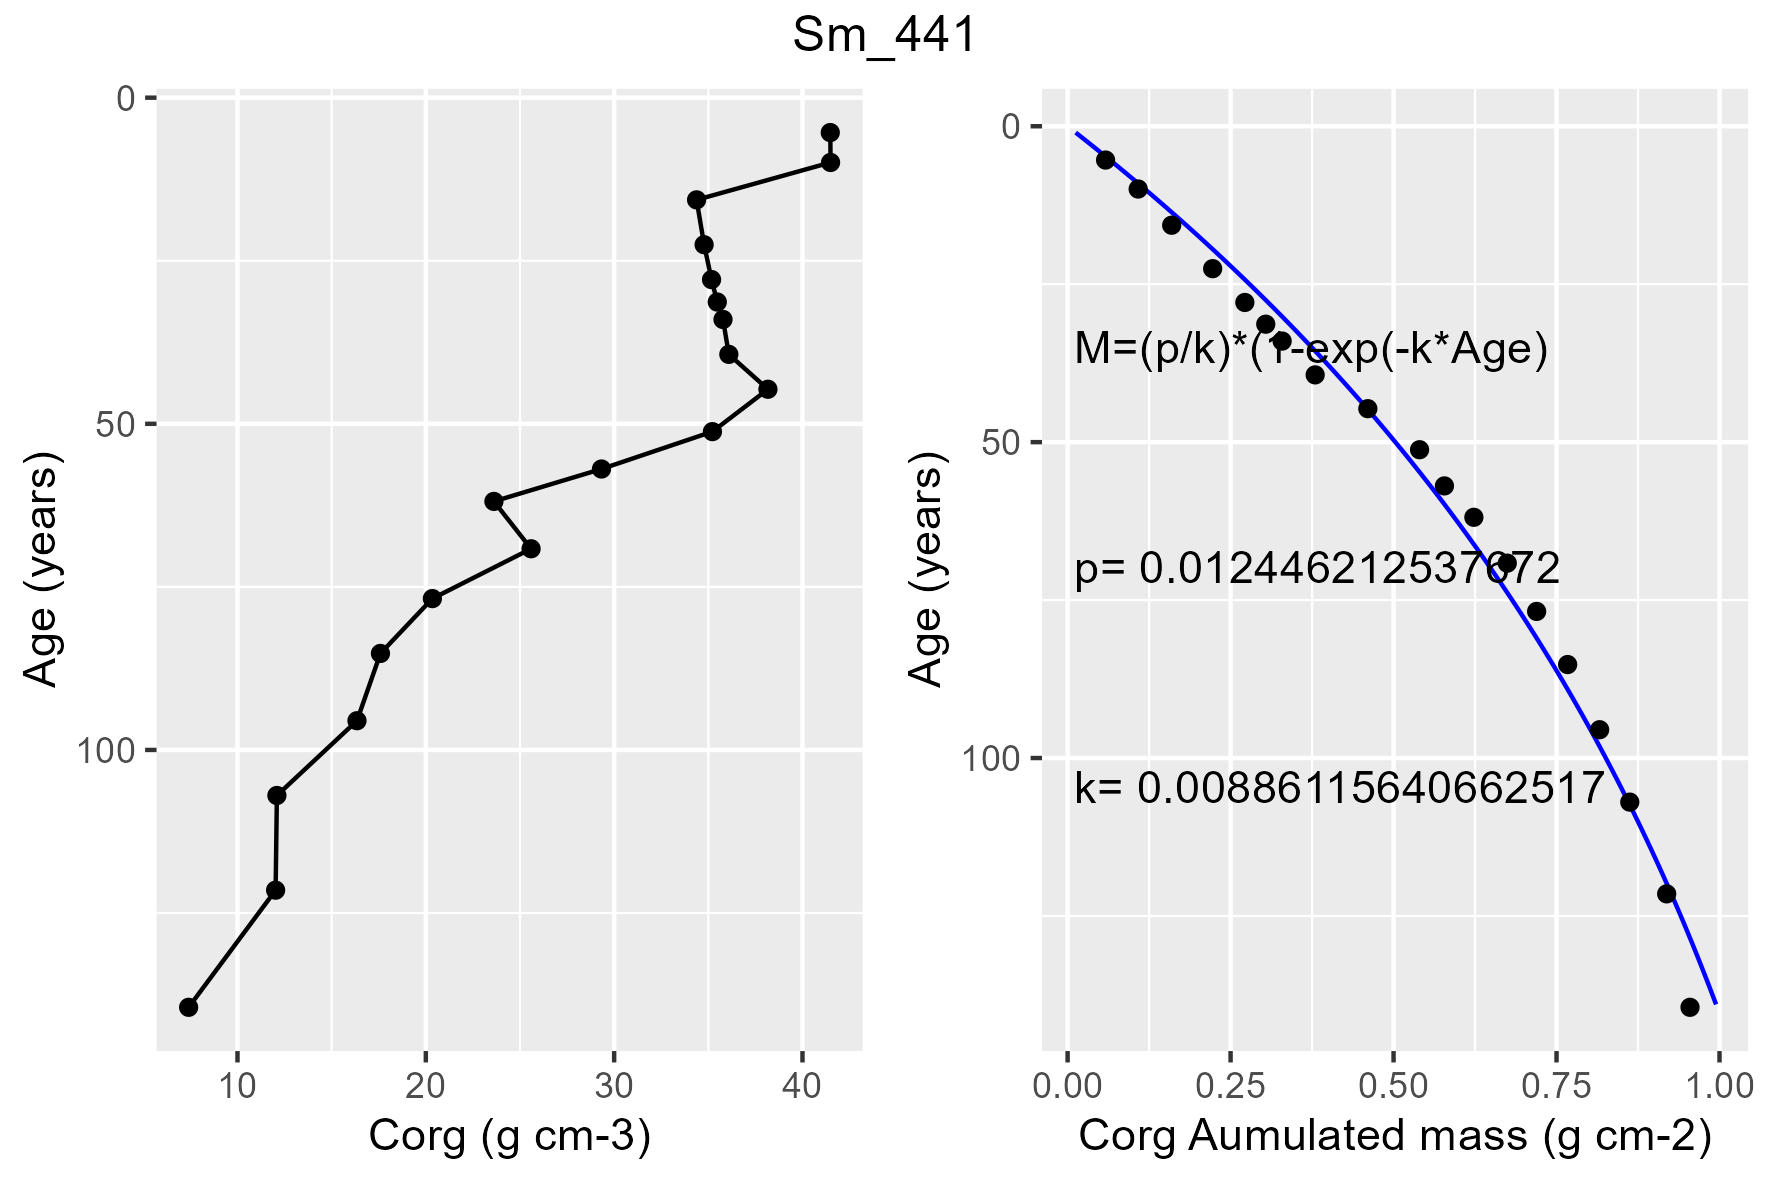 Sm_441
0
50
100
Age (years)
10 20 30 40
Corg (g cm-3)
0
50
100
Age (years)
M=(p/k)*(1-exp(-k*Age)
p= 0.012446212537672
k= 0.00886115640662517
0.00 0.25 0.50 0.75 1.00
Corg Aumulated mass (g cm-2)